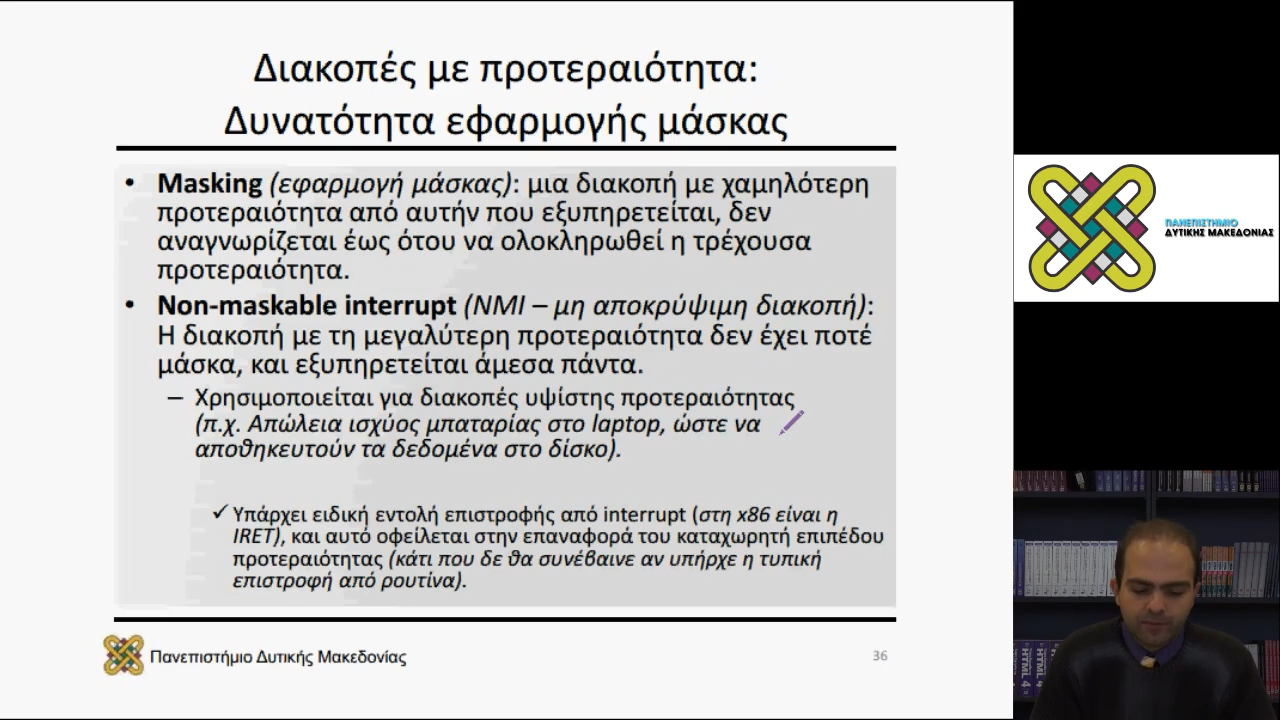 Διακοπές με προτεραιότητα:
Δυνατότητα εφαρμογής μάσκας
• Masking (εφαρμογή μάσκας): μια διακοπή με χαμηλότερη
προτεραιότητα από αυτήν που εξυπηρετείται, δεν
αναγνωρίζεται έως ότου να ολοκληρωθεί η τρέχουσα
προτεραιότητα.
• Non-maskable interrupt (NMI – μη αποκρύψιμη διακοπή):
Η διακοπή με τη μεγαλύτερη προτεραιότητα δεν έχει ποτέ
μάσκα, και εξυπηρετείται άμεσα πάντα.
– Χρησιμοποιείται για διακοπές υψίστης προτεραιότητας
(π.χ. Απώλεια ισχύος μπαταρίας στο laptop, ώστε να
αποθηκευτούν τα δεδομένα στο δίσκο).
✓ Υπάρχει ειδική εντολή επιστροφής από interrupt (στη x86 είναι η
IRET), και αυτό οφείλεται στην επαναφορά του καταχωρητή επιπέδου
προτεραιότητας (κάτι που δε θα συνέβαινε αν υπήρχε η τυπική
επιστροφή από ρουτίνα).
Πανεπιστήμιο Δυτικής Μακεδονίας
36
ΠΑΝΕΠΙΣΤΗΜΙΟ
ΔΥΤΙΚΗΣ ΜΑΚΕΔΟΝΙΑΣ
HTML 4
HTML 4